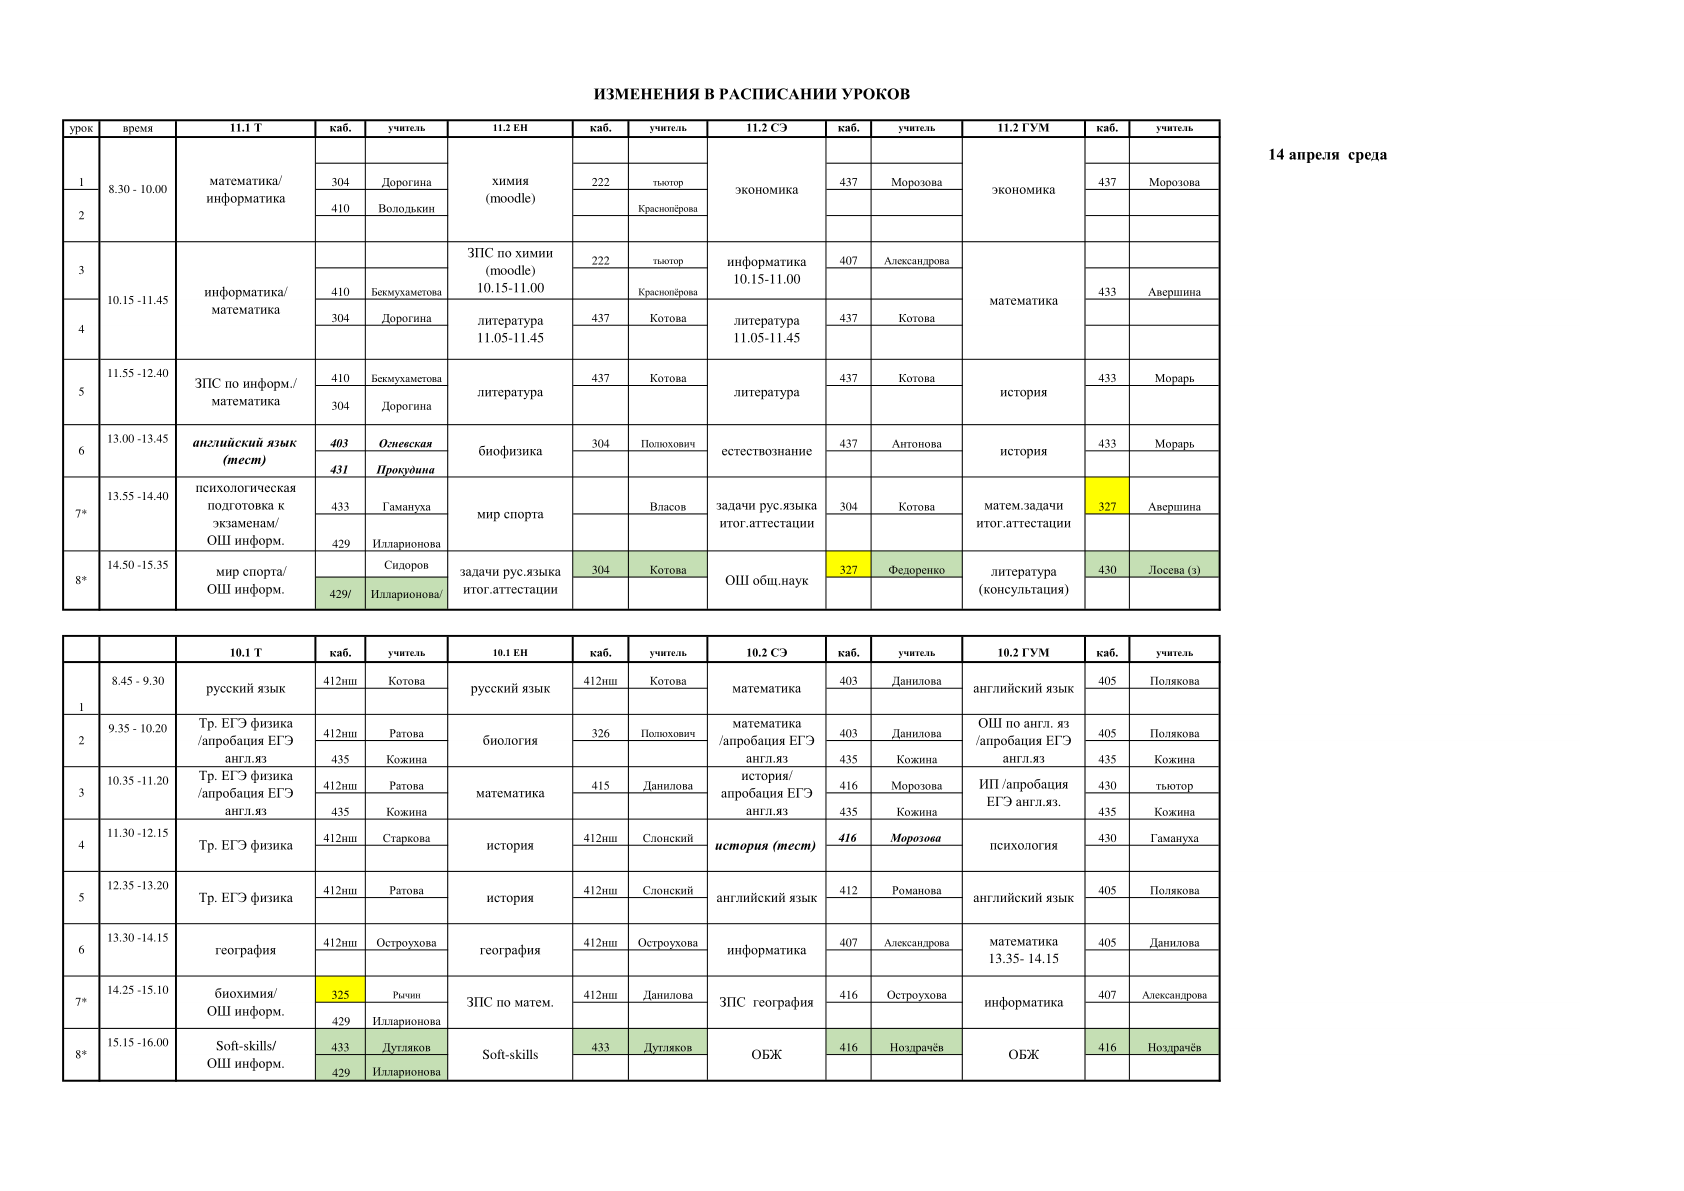 ИЗМЕНЕНИЯ В РАСПИСАНИИ УРОКОВ
14 апреля среда
урок время 11.1 Т каб. учитель 11.2 ЕН каб. учитель 11.2 СЭ каб. учитель 11.2 ГУМ каб. учитель
1 8.30 - 10.00 математика/ 304 Дорогина химия 222 тьютор экономика 437 Морозова экономика 437 Морозова
2 информатика 410 Володькин (moodle) Краснопёрова
3 10.15 -11.45 информатика/ ЗПС по химии 222 тьютор информатика 407 Александрова математика
математика 410 Бекмухаметова (moodle) Краснопёрова 10.15-11.00 433 Авершина
10.15-11.00
4 304 Дорогина литература 437 Котова литература 437 Котова
11.05-11.45 11.05-11.45
5 11.55 -12.40 ЗПС по информ./ 410 Бекмухаметова литература 437 Котова литература 437 Котова история 433 Морарь
математика 304 Дорогина
6 13.00 -13.45 английский язык 403 Огневская биофизика 304 Полюхович естествознание 437 Антонова история 433 Морарь
(тест) 431 Прокудина
7* 13.55 -14.40 психологическая
подготовка к 433 Гамануха мир спорта Власов задачи рус.языка 304 Котова матем.задачи 327 Авершина
экзаменам/ итог.аттестации итог.аттестации
ОШ информ. 429 Илларионова
8* 14.50 -15.35 мир спорта/ Сидоров задачи рус.языка 304 Котова ОШ общ.наук 327 Федоренко литература 430 Лосева (з)
ОШ информ. 429/ Илларионова/ итог.аттестации (консультация)
10.1 Т каб. учитель 10.1 ЕН каб. учитель 10.2 СЭ каб. учитель 10.2 ГУМ каб. учитель
1 8.45 - 9.30 русский язык 412нш Котова русский язык 412нш Котова математика 403 Данилова английский язык 405 Полякова
2 9.35 - 10.20 Тр. ЕГЭ физика 412нш Ратова биология 326 Полюхович математика 403 Данилова ОШ по англ. яз 405 Полякова
/апробация ЕГЭ /апробация ЕГЭ /апробация ЕГЭ
англ.яз 435 Кожина англ.яз 435 Кожина англ.яз 435 Кожина
3 10.35 -11.20 Тр. ЕГЭ физика 412нш Ратова математика 415 Данилова история/ 416 Морозова ИП /апробация 430 тьютор
/апробация ЕГЭ апробация ЕГЭ ЕГЭ англ.яз.
англ.яз 435 Кожина англ.яз 435 Кожина 435 Кожина
4 11.30 -12.15 Тр. ЕГЭ физика 412нш Старкова история 412нш Слонский история (тест) 416 Морозова психология 430 Гамануха
5 12.35 -13.20 Тр. ЕГЭ физика 412нш Ратова история 412нш Слонский английский язык 412 Романова английский язык 405 Полякова
6 13.30 -14.15 география 412нш Остроухова география 412нш Остроухова информатика 407 Александрова математика 405 Данилова
13.35- 14.15
7* 14.25 -15.10 биохимия/ 325 Рычин ЗПС по матем. 412нш Данилова ЗПС география 416 Остроухова информатика 407 Александрова
ОШ информ. 429 Илларионова
8* 15.15 -16.00 Soft-skills/ 433 Дутляков Soft-skills 433 Дутляков ОБЖ 416 Ноздрачёв ОБЖ 416 Ноздрачёв
ОШ информ. 429 Илларионова